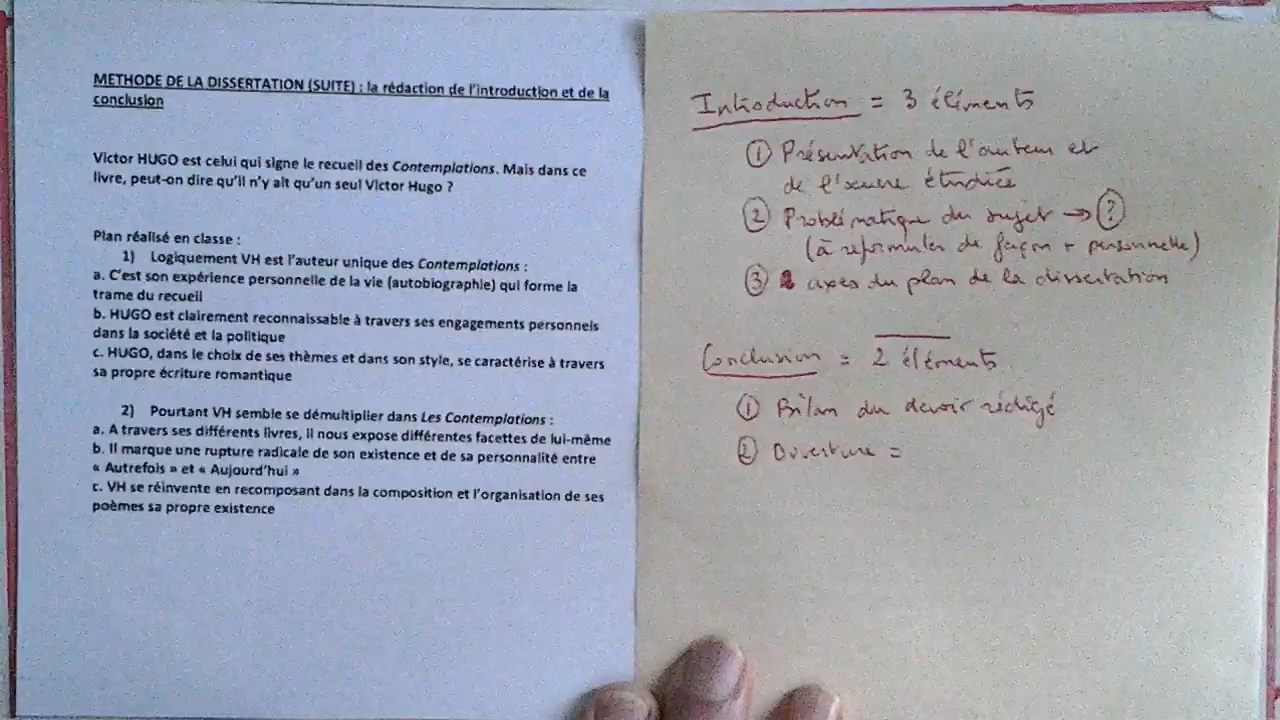 METHODE DE LA DISSERTATION (SUITE) : la rédaction de l'introduction et de la
conclusion
Victor HUGO est celui qui signe le recueil des Contemplations. Mais dans ce
livre, peut-on dire qu'il n'y ait qu'un seul Victor Hugo ?
Plan réalisé en classe :
1) Logiquement VH est l'auteur unique des Contemplations :
a. C'est son expérience personnelle de la vie (autobiographie) qui forme la
trame du recueil
b. HUGO est clairement reconnaissable à travers ses engagements personnels
dans la société et la politique
c. HUGO, dans le choix de ses thèmes et dans son style, se caractérise à travers
sa propre écriture romantique
2) Pourtant VH semble se démultiplier dans Les Contemplations :
a. A travers ses différents livres, il nous expose différentes facettes de lui-même
b. Il marque une rupture radicale de son existence et de sa personnalité entre
« Autrefois » et « Aujourd'hui »
c. VH se réinvente en recomposant dans la composition et l'organisation de ses
poèmes sa propre existence
Introduction = 3 éléments
① Présentation de l'auteur et
de l'œuvre étudiée
② Problématique du sujet → ?
(à reformuler de façon + personnelle)
③ axes du plan de la dissertation
Conclusion = 2 éléments
① Bilan du devoir rédigé
② Ouverture =